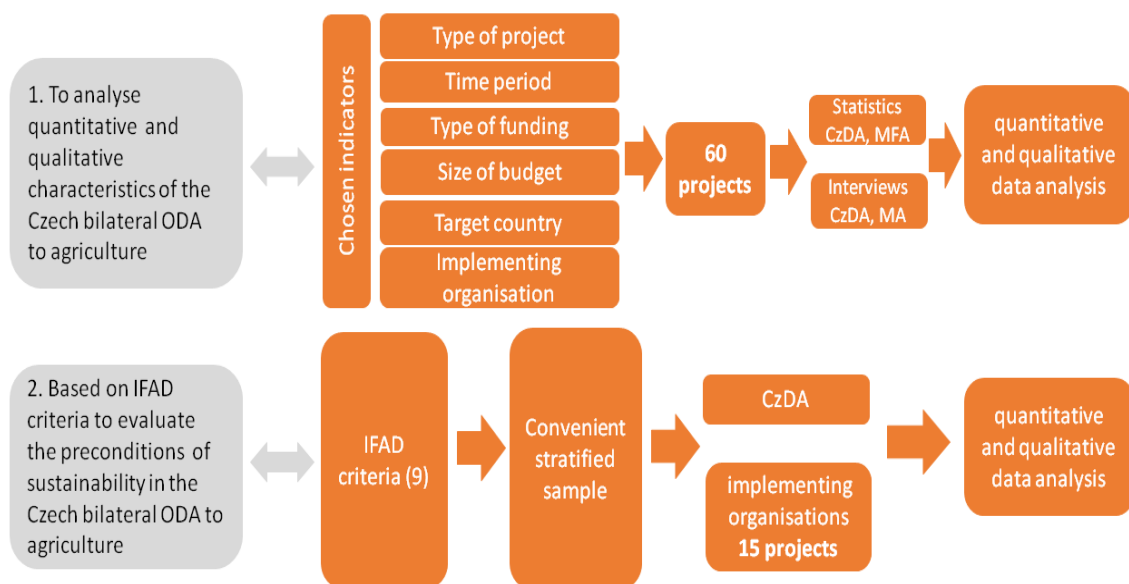 1. To analyse
quantitative and
qualitative
characteristics of the
Czech bilateral ODA
to agriculture
Chosen indicators
Type of project
Time period
Type of funding
Size of budget
Target country
Implementing
organisation
60
projects
Statistics
CzDA, MFA
Interviews
CzDA, MA
quantitative
and qualitative
data analysis
2. Based on IFAD
criteria to evaluate
the preconditions of
sustainability in the
Czech bilateral ODA to
agriculture
IFAD
criteria (9)
Convenient
stratified
sample
CzDA
implementing
organisations
15 projects
quantitative
and qualitative
data analysis